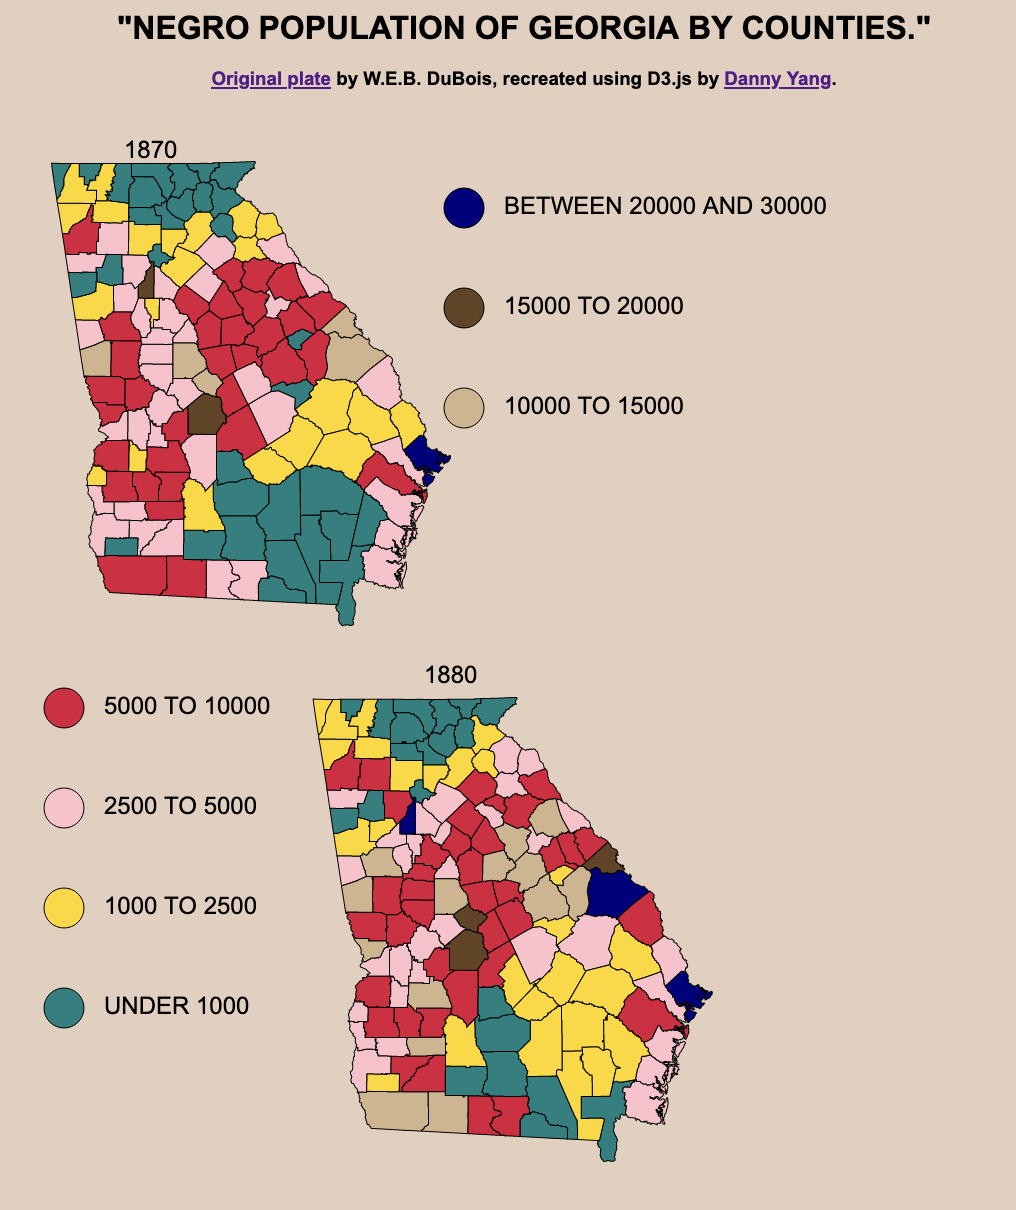 "NEGRO POPULATION OF GEORGIA BY COUNTIES."
Original plate by W.E.B. DuBois, recreated using D3.js by Danny Yang.
1870
BETWEEN 20000 AND 30000
15000 TO 20000
10000 TO 15000
1880
5000 TO 10000
2500 TO 5000
1000 TO 2500
UNDER 1000